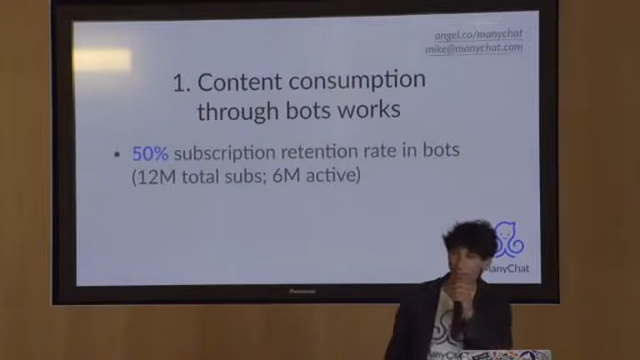 angel.co/manychat
mike@manychat.com
1. Content consumption
through bots works
• 50% subscription retention rate in bots
(12M total subs; 6M active)
ManyChat
Panasonic